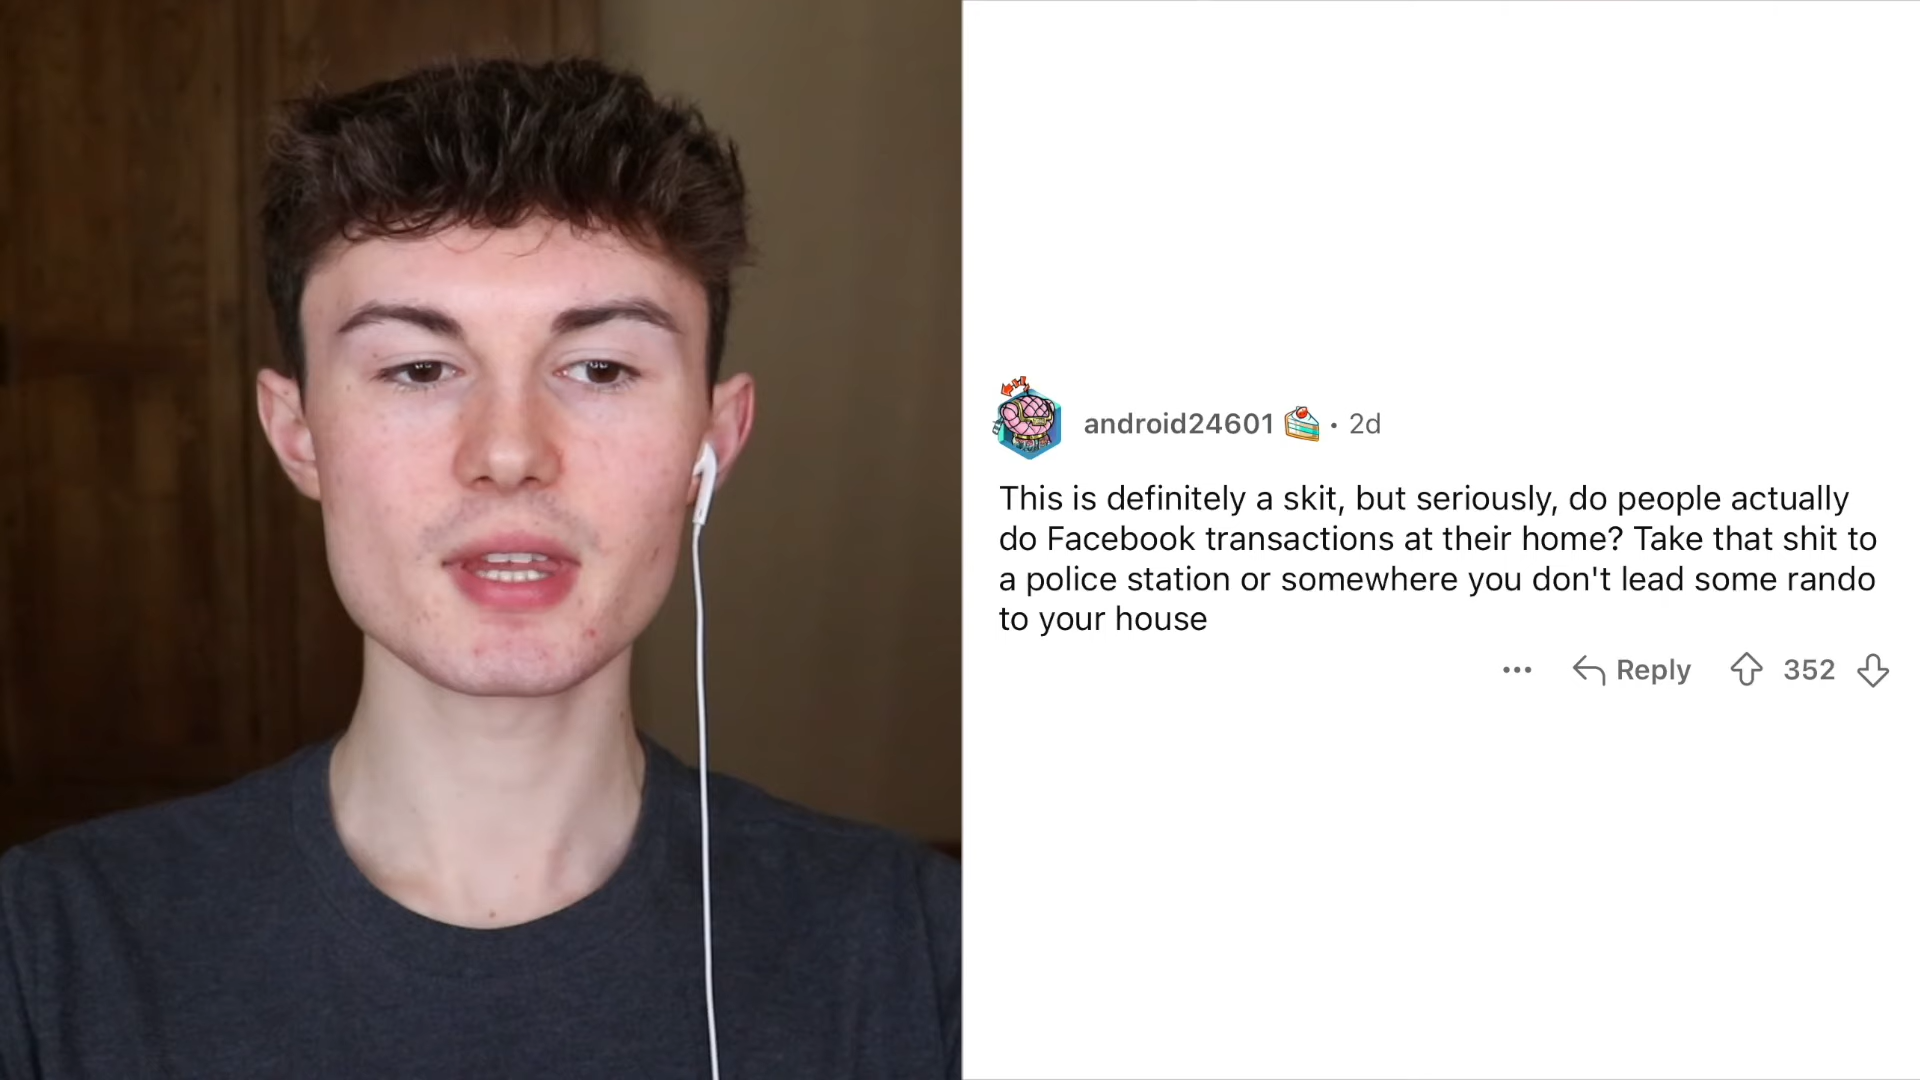 android24601 · 2d
This is definitely a skit, but seriously, do people actually
do Facebook transactions at their home? Take that shit to
a police station or somewhere you don't lead some rando
to your house
... Reply 352